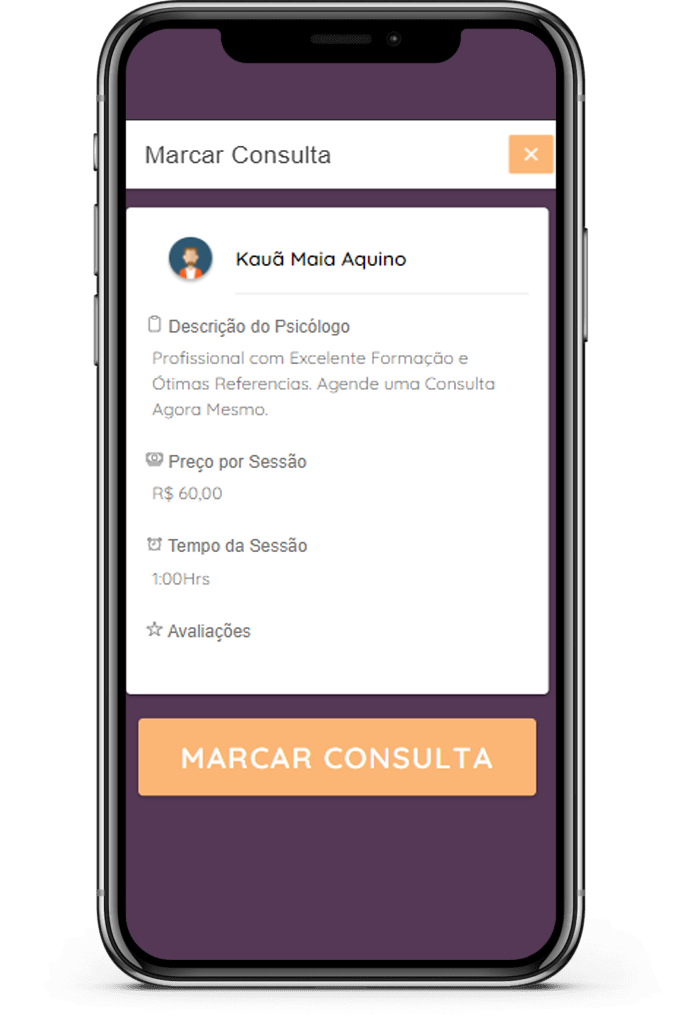 Marcar Consulta
Kauã Maia Aquino
Descrição do Psicólogo
Profissional com Excelente Formação e
Ótimas Referencias. Agende uma Consulta
Agora Mesmo.
Preço por Sessão
R$ 60,00
Tempo da Sessão
1:00Hrs
Avaliações
MARCAR CONSULTA